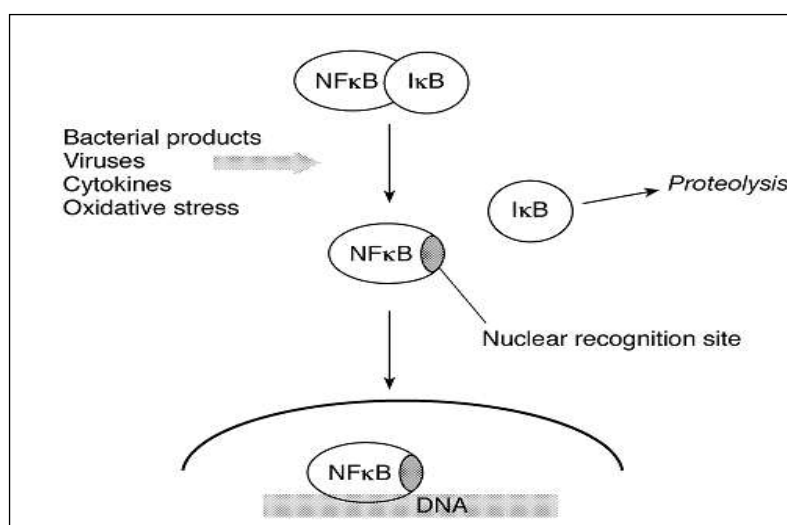 NFκB IκB
Bacterial products
Viruses
Cytokines
Oxidative stress
Proteolysis
IκB
NFκB
Nuclear recognition site
NFκB
DNA